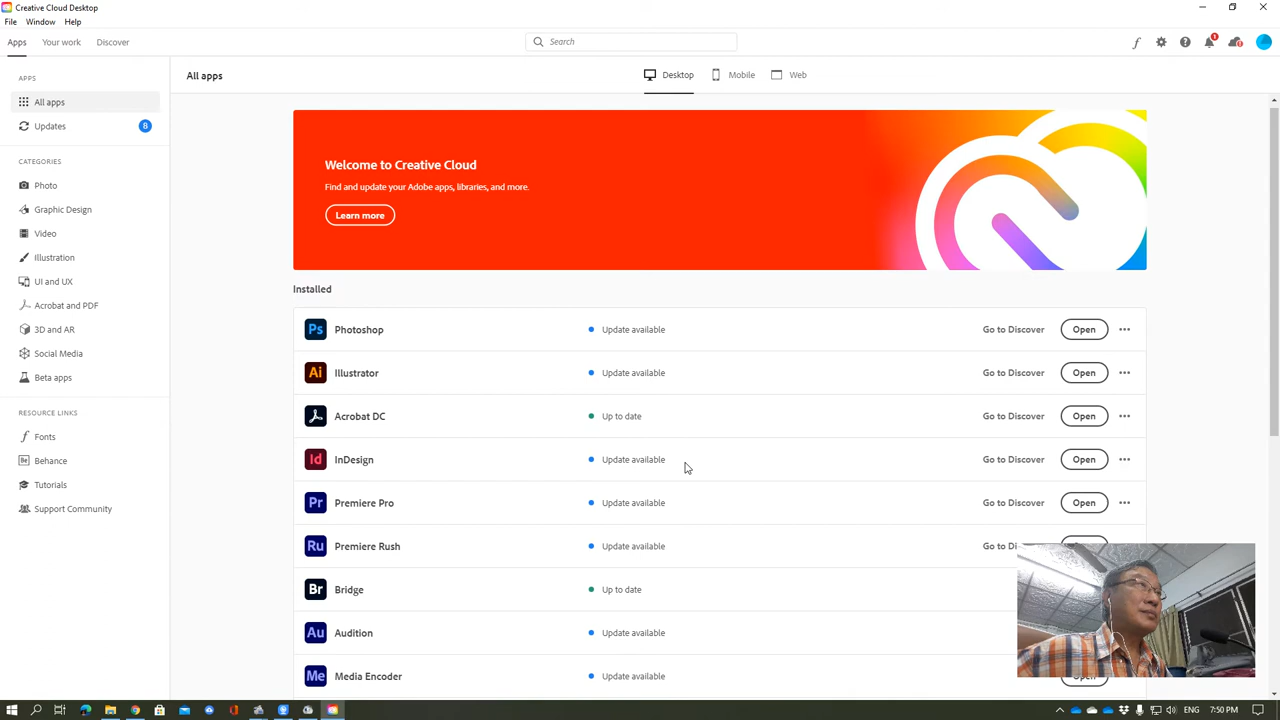 Creative Cloud Desktop
File Window Help
Apps Your work Discover
Search
1
APPS
All apps
Updates 8
CATEGORIES
Photo
Graphic Design
Video
Illustration
UI and UX
Acrobat and PDF
3D and AR
Social Media
Beta apps
RESOURCE LINKS
Fonts
Be Behance
Tutorials
Support Community
All apps
Desktop Mobile Web
Welcome to Creative Cloud
Find and update your Adobe apps, libraries, and more.
Learn more
Installed
Ps Photoshop Update available Go to Discover Open
Ai Illustrator Update available Go to Discover Open
Acrobat DC Up to date Go to Discover Open
Id InDesign Update available Go to Discover Open
Pr Premiere Pro Update available Go to Discover Open
Ru Premiere Rush Update available Go to Di
Br Bridge Up to date
Au Audition Update available
Me Media Encoder Update available
ENG 7:50 PM